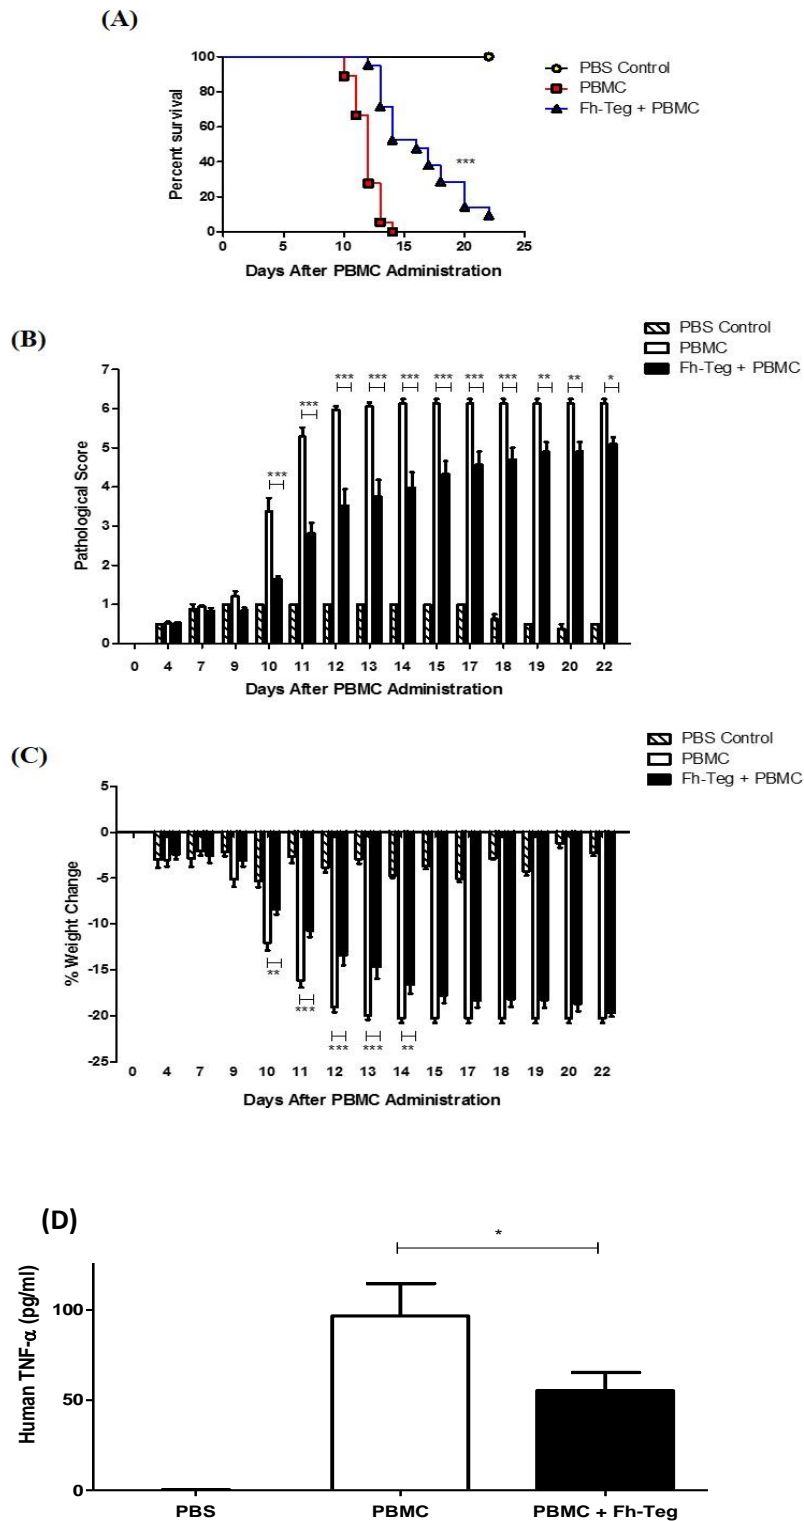 (A)
100
80
60
40
20
0
Percent survival
***
0 5 10 15 20 25
Days After PBMC Administration
PBS Control
PBMC
Fh-Teg + PBMC
(B)
PBS Control
PBMC
Fh-Teg + PBMC
7
6
5
4
3
2
1
0
Pathological Score
*** *** *** *** *** *** *** *** ** ** *
0 4 7 9 10 11 12 13 14 15 17 18 19 20 22
Days After PBMC Administration
(C)
PBS Control
PBMC
Fh-Teg + PBMC
5
0
-5
-10
-15
-20
-25
% Weight Change
** *** *** *** **
0 4 7 9 10 11 12 13 14 15 17 18 19 20 22
Days After PBMC Administration
(D)
*
100
50
0
Human TNF-α (pg/ml)
PBS PBMC PBMC + Fh-Teg